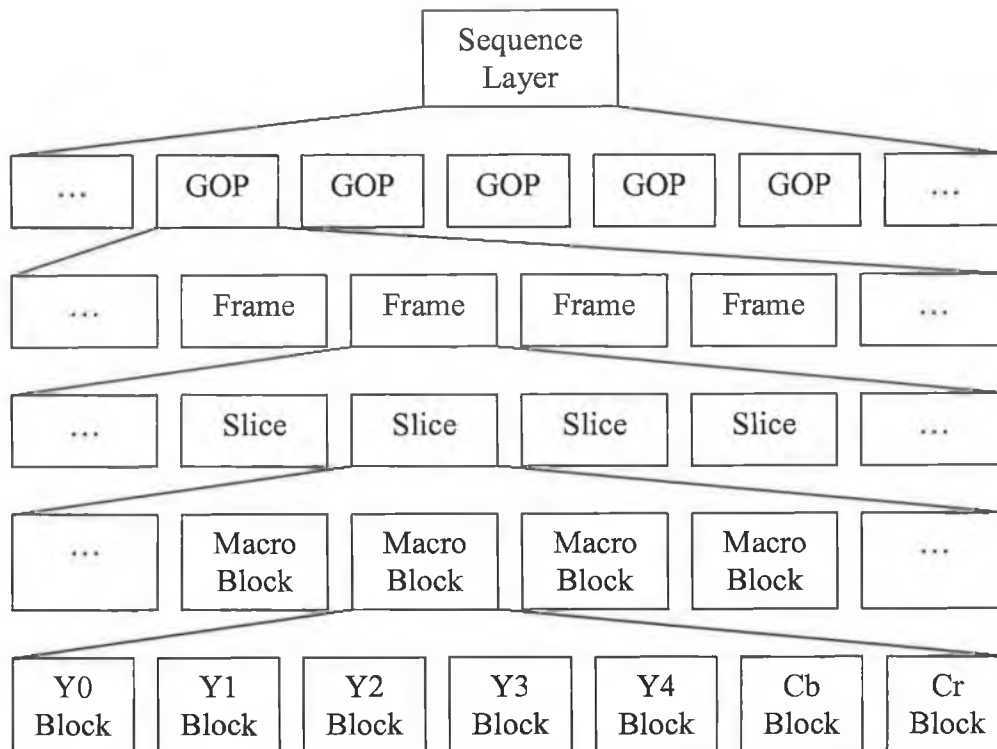 Sequence
Layer
... GOP GOP GOP GOP GOP ...
... Frame Frame Frame Frame ...
... Slice Slice Slice Slice ...
... Macro Macro Macro Macro ...
Block Block Block Block
Y0 Y1 Y2 Y3 Y4 Cb Cr
Block Block Block Block Block Block Block